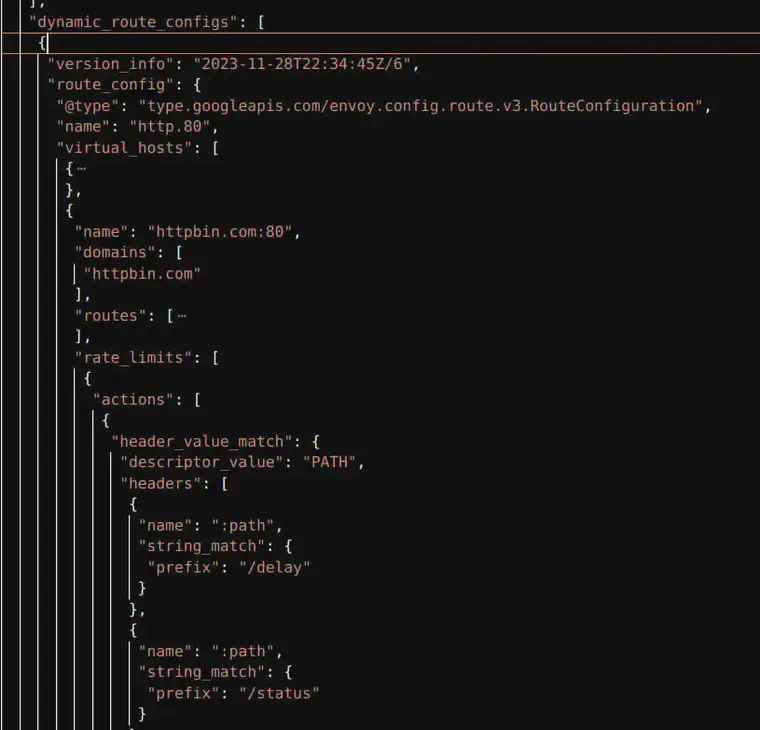 ],
"dynamic_route_configs": [
{
"version_info": "2023-11-28T22:34:45Z/6",
"route_config": {
"@type": "type.googleapis.com/envoy.config.route.v3.RouteConfiguration",
"name": "http.80",
"virtual_hosts": [
{⋯
},
{
"name": "httpbin.com:80",
"domains": [
"httpbin.com"
],
"routes": [⋯
],
"rate_limits": [
{
"actions": [
{
"header_value_match": {
"descriptor_value": "PATH",
"headers": [
{
"name": ":path",
"string_match": {
"prefix": "/delay"
}
},
{
"name": ":path",
"string_match": {
"prefix": "/status"
}